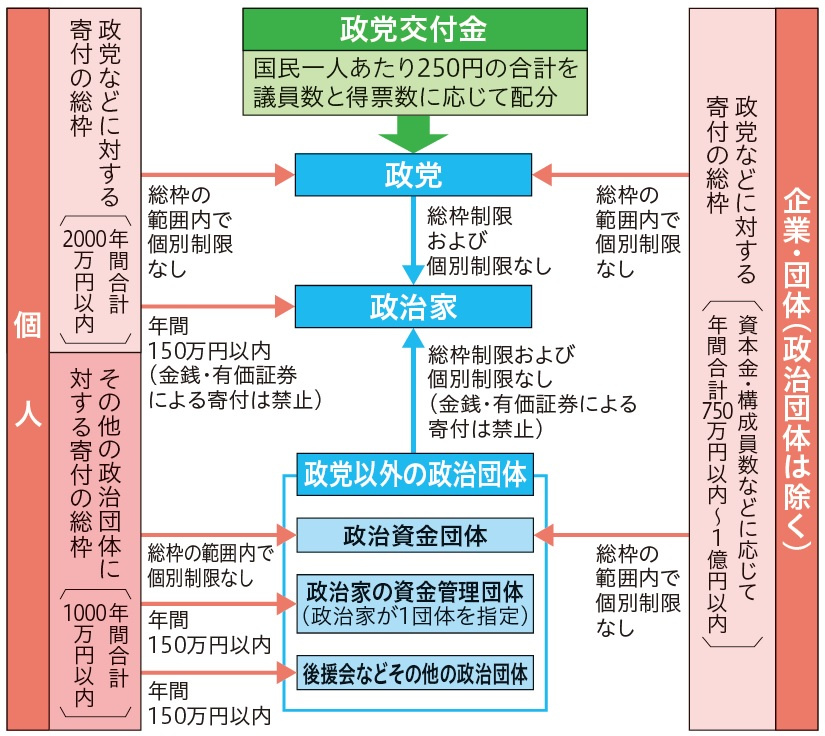 政党交付金
国民一人あたり250円の合計を
議員数と得票数に応じて配分
個人
政党などに対する
寄付の総枠
年間合計
2000万円以内
その他の政治団体に
対する寄付の総枠
年間合計
1000万円以内
総枠の
範囲内で
個別制限
なし
年間
150万円以内
(金銭・有価証券
による寄付は禁止)
総枠の範囲内で
個別制限なし
年間
150万円以内
年間
150万円以内
政党
総枠制限
および
個別制限なし
政治家
総枠制限および
個別制限なし
(金銭・有価証券による
寄付は禁止)
政党以外の政治団体
政治資金団体
政治家の資金管理団体
(政治家が1団体を指定)
後援会などその他の政治団体
総枠の
範囲内で
個別制限
なし
総枠の
範囲内で
個別制限
なし
政党などに対する
寄付の総枠
資本金・構成員数などに応じて
年間合計750万円以内～1億円以内
企業・団体(政治団体は除く)